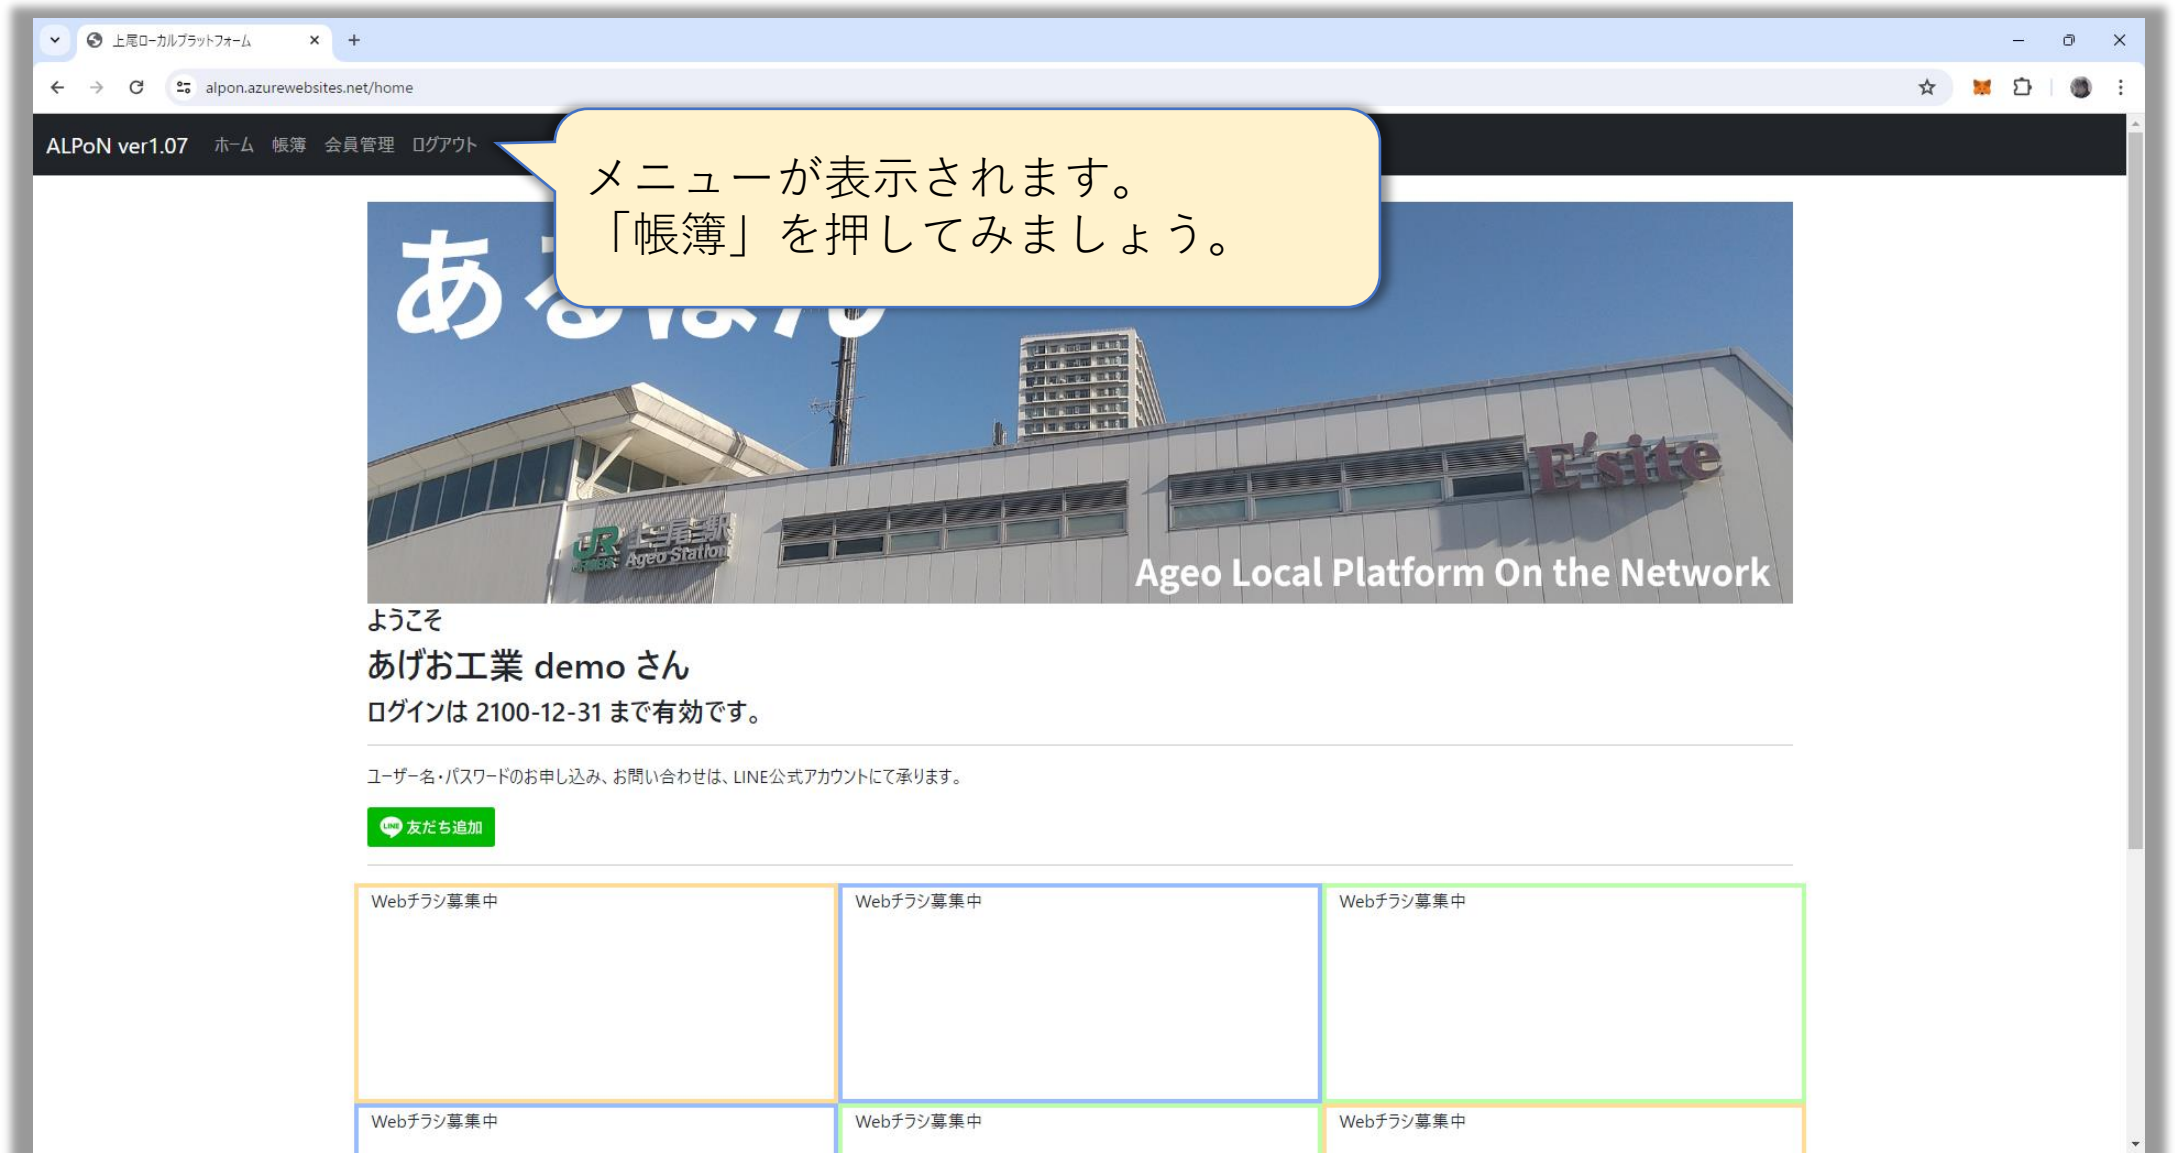 上尾ローカルプラットフォーム
alpon.azurewebsites.net/home
ALPoN ver1.07 ホーム 帳簿 会員管理 ログアウト
メニューが表示されます。
「帳簿」を押してみましょう。
あるぽん
JR 上尾駅
Ageo Station
E'site
Ageo Local Platform On the Network
ようこそ
あげお工業 demo さん
ログインは 2100-12-31 まで有効です。
ユーザー名・パスワードのお申し込み、お問い合わせは、LINE公式アカウントにて承ります。
LINE 友だち追加
Webチラシ募集中 Webチラシ募集中 Webチラシ募集中
Webチラシ募集中 Webチラシ募集中 Webチラシ募集中